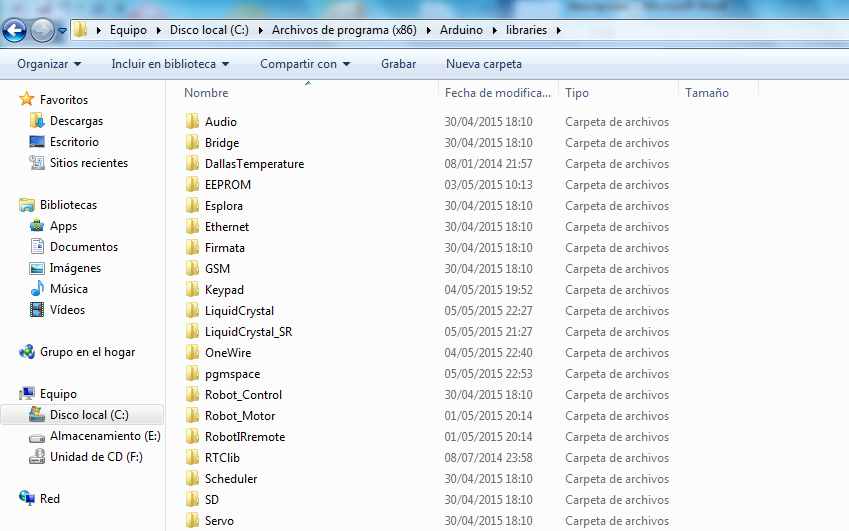 Equipo Disco local (C:) Archivos de programa (x86) Arduino libraries
Organizar Incluir en biblioteca Compartir con Grabar Nueva carpeta
Favoritos
Descargas
Escritorio
Sitios recientes
Bibliotecas
Apps
Documentos
Imágenes
Música
Vídeos
Grupo en el hogar
Equipo
Disco local (C:)
Almacenamiento (E:)
Unidad de CD (F:)
Red
Nombre Fecha de modifica... Tipo Tamaño
Audio 30/04/2015 18:10 Carpeta de archivos
Bridge 30/04/2015 18:10 Carpeta de archivos
DallasTemperature 08/01/2014 21:57 Carpeta de archivos
EEPROM 03/05/2015 10:13 Carpeta de archivos
Esplora 30/04/2015 18:10 Carpeta de archivos
Ethernet 30/04/2015 18:10 Carpeta de archivos
Firmata 30/04/2015 18:10 Carpeta de archivos
GSM 30/04/2015 18:10 Carpeta de archivos
Keypad 04/05/2015 19:52 Carpeta de archivos
LiquidCrystal 05/05/2015 22:27 Carpeta de archivos
LiquidCrystal_SR 05/05/2015 21:27 Carpeta de archivos
OneWire 04/05/2015 22:40 Carpeta de archivos
pgmspace 05/05/2015 22:53 Carpeta de archivos
Robot_Control 30/04/2015 18:10 Carpeta de archivos
Robot_Motor 01/05/2015 20:14 Carpeta de archivos
RobotIRremote 01/05/2015 20:14 Carpeta de archivos
RTClib 08/07/2014 23:58 Carpeta de archivos
Scheduler 30/04/2015 18:10 Carpeta de archivos
SD 30/04/2015 18:10 Carpeta de archivos
Servo 30/04/2015 18:10 Carpeta de archivos